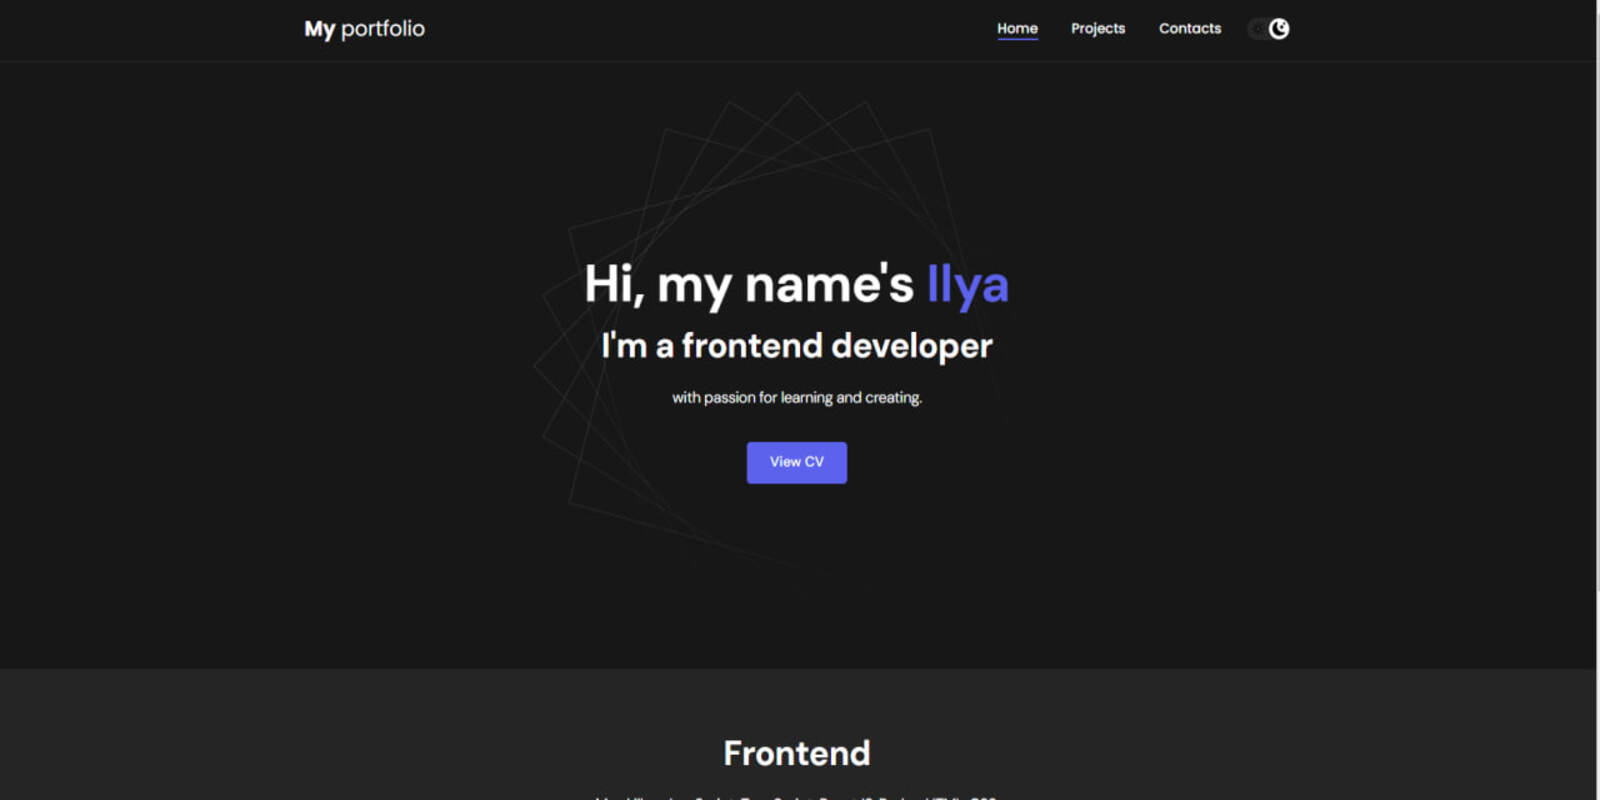 My portfolio
Home Projects Contacts
Hi, my name's Ilya
I'm a frontend developer
with passion for learning and creating.
View CV
Frontend